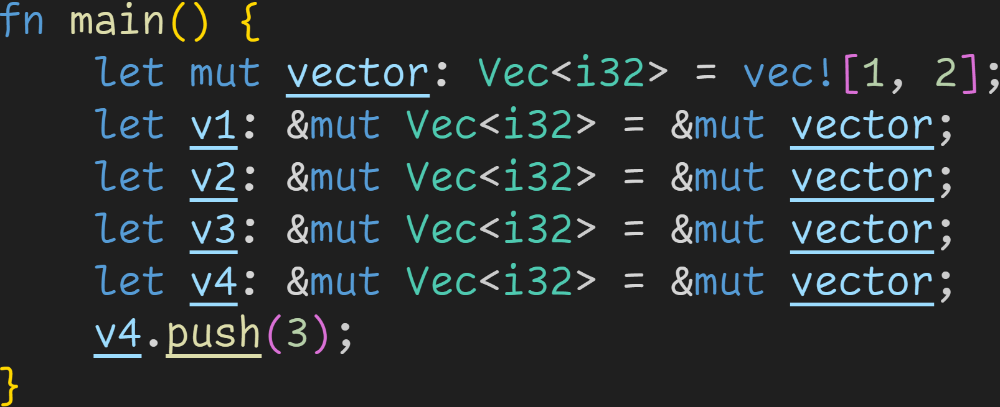 fn main() {
    let mut vector: Vec<i32> = vec![1, 2];
    let v1: &mut Vec<i32> = &mut vector;
    let v2: &mut Vec<i32> = &mut vector;
    let v3: &mut Vec<i32> = &mut vector;
    let v4: &mut Vec<i32> = &mut vector;
    v4.push(3);
}